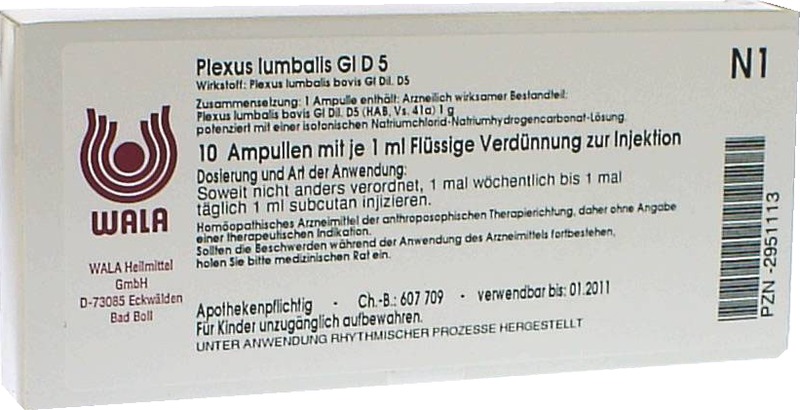 Plexus lumbalis Gl D 5
Wirkstoff: Plexus lumbalis bovis Gl Dil. D5
N1
Zusammensetzung: 1 Ampulle enthält: Arzneilich wirksamer Bestandteil:
Plexus lumbalis bovis Gl Dil. D5 (HAB, Vs. 41a) 1 g
potenziert mit einer isotonischen Natriumchlorid-Natriumhydrogencarbonat-Lösung.
10 Ampullen mit je 1 ml Flüssige Verdünnung zur Injektion
Dosierung und Art der Anwendung:
Soweit nicht anders verordnet, 1 mal wöchentlich bis 1 mal
täglich 1 ml subcutan injizieren.
Homöopathisches Arzneimittel der anthroposophischen Therapierichtung, daher ohne Angabe
einer therapeutischen Indikation.
Sollten die Beschwerden während der Anwendung des Arzneimittels fortbestehen,
holen Sie bitte medizinischen Rat ein.
Apothekenpflichtig - Ch.-B.: 607 709 - verwendbar bis: 01.2011
Für Kinder unzugänglich aufbewahren.
UNTER ANWENDUNG RHYTHMISCHER PROZESSE HERGESTELLT
WALA
WALA Heilmittel
GmbH
D-73085 Eckwälden
Bad Boll
PZN -2951113